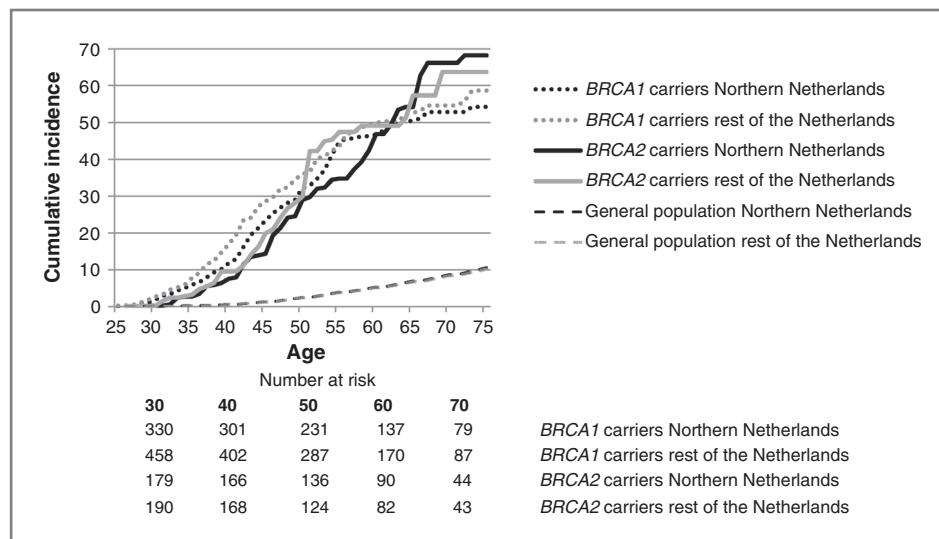 Cumulative incidence
70
60
50
40
30
20
10
0
25 30 35 40 45 50 55 60 65 70 75
Age
BRCA1 carriers Northern Netherlands
BRCA1 carriers rest of the Netherlands
BRCA2 carriers Northern Netherlands
BRCA2 carriers rest of the Netherlands
General population Northern Netherlands
General population rest of the Netherlands
Number at risk
30 40 50 60 70
330 301 231 137 79 BRCA1 carriers Northern Netherlands
458 402 287 170 87 BRCA1 carriers rest of the Netherlands
179 166 136 90 44 BRCA2 carriers Northern Netherlands
190 168 124 82 43 BRCA2 carriers rest of the Netherlands